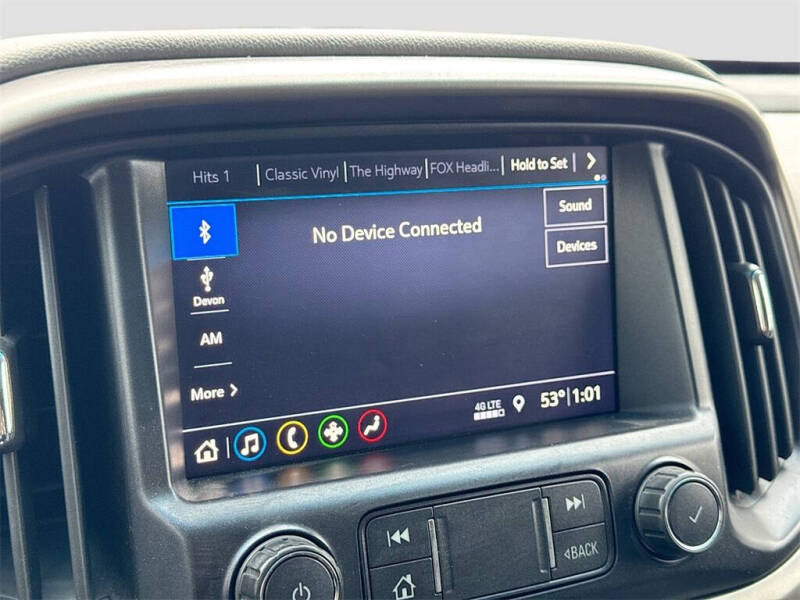 Hits 1 | Classic Vinyl | The Highway | FOX Headli... | Hold to Set | >
No Device Connected
Sound
Devices
Devon
AM
More >
4G LTE
53° | 1:01
◁BACK